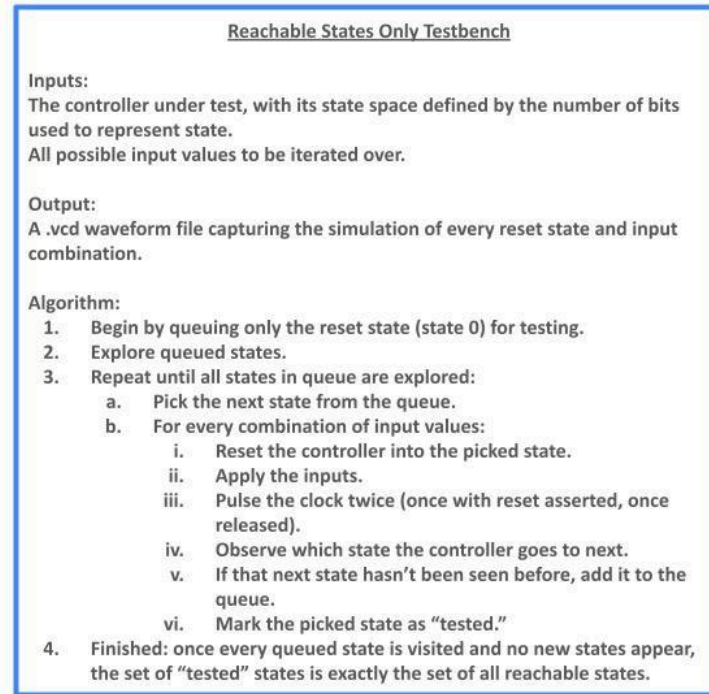 Reachable States Only Testbench
Inputs:
The controller under test, with its state space defined by the number of bits
used to represent state.
All possible input values to be iterated over.
Output:
A .vcd waveform file capturing the simulation of every reset state and input
combination.
Algorithm:
1. Begin by queuing only the reset state (state 0) for testing.
2. Explore queued states.
3. Repeat until all states in queue are explored:
a. Pick the next state from the queue.
b. For every combination of input values:
i. Reset the controller into the picked state.
ii. Apply the inputs.
iii. Pulse the clock twice (once with reset asserted, once
released).
iv. Observe which state the controller goes to next.
v. If that next state hasn’t been seen before, add it to the
queue.
vi. Mark the picked state as “tested.”
4. Finished: once every queued state is visited and no new states appear,
the set of “tested” states is exactly the set of all reachable states.